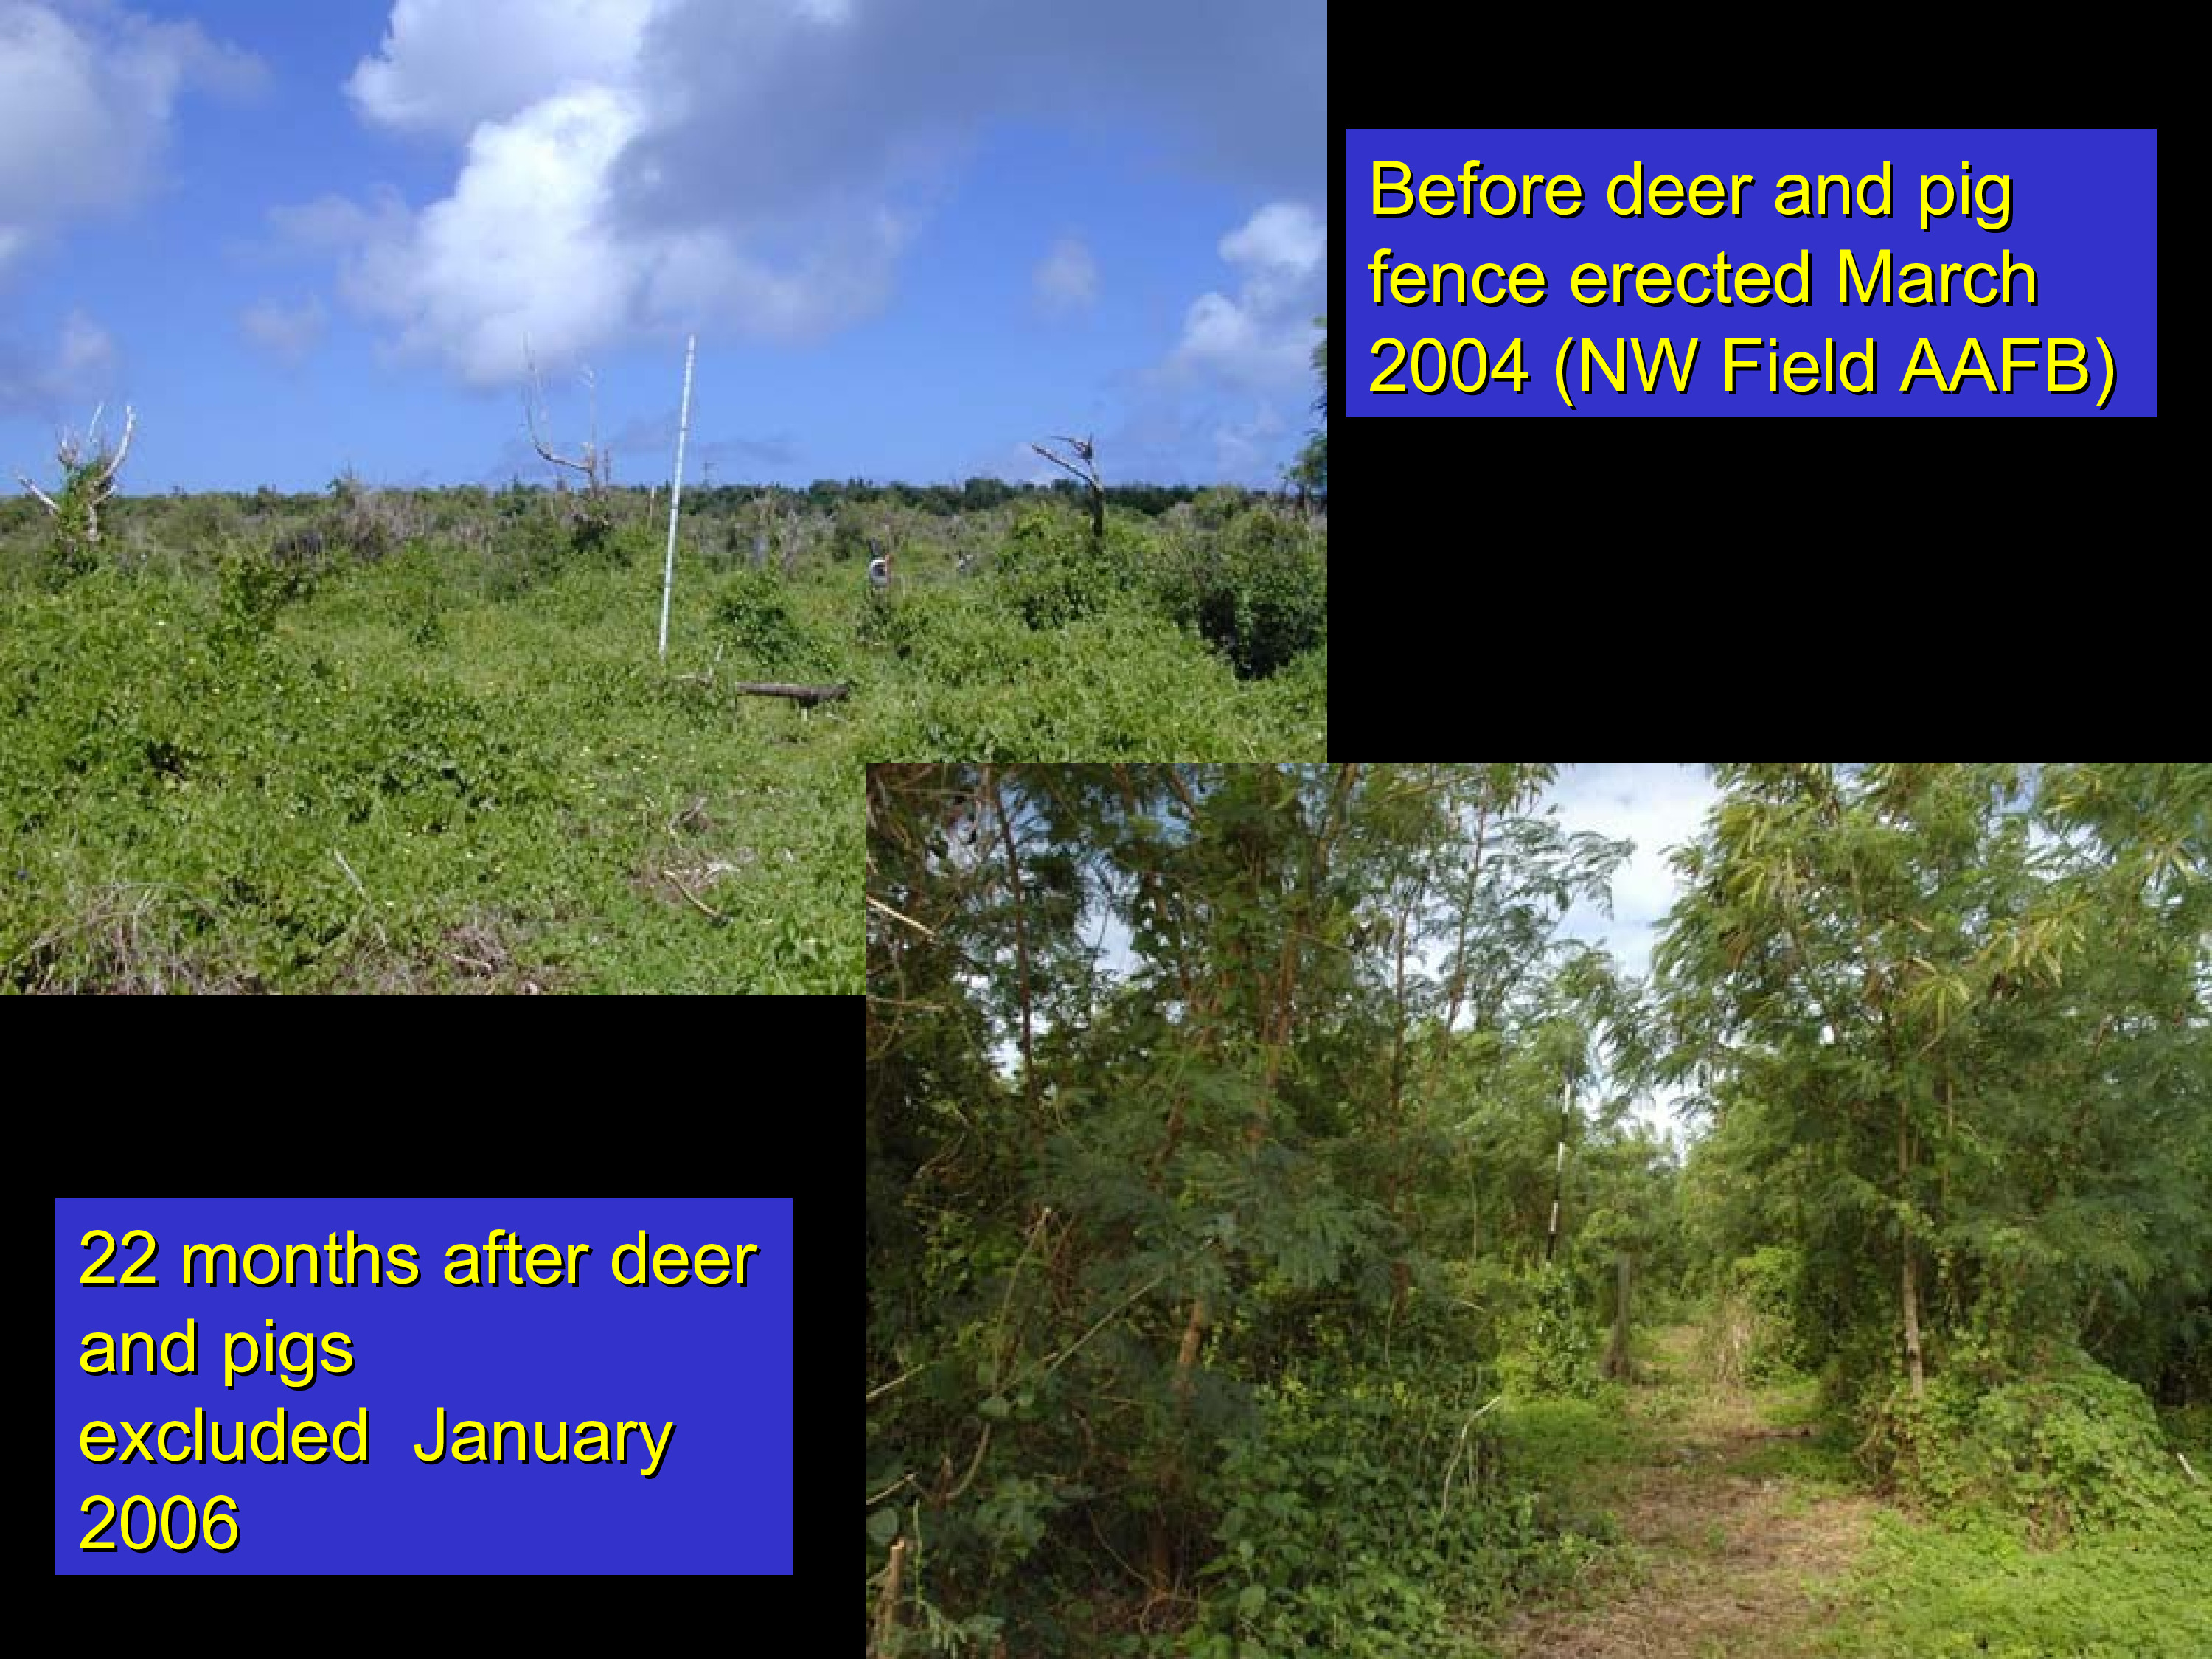 Before deer and pig
fence erected March
2004 (NW Field AAFB)
22 months after deer
and pigs
excluded  January
2006